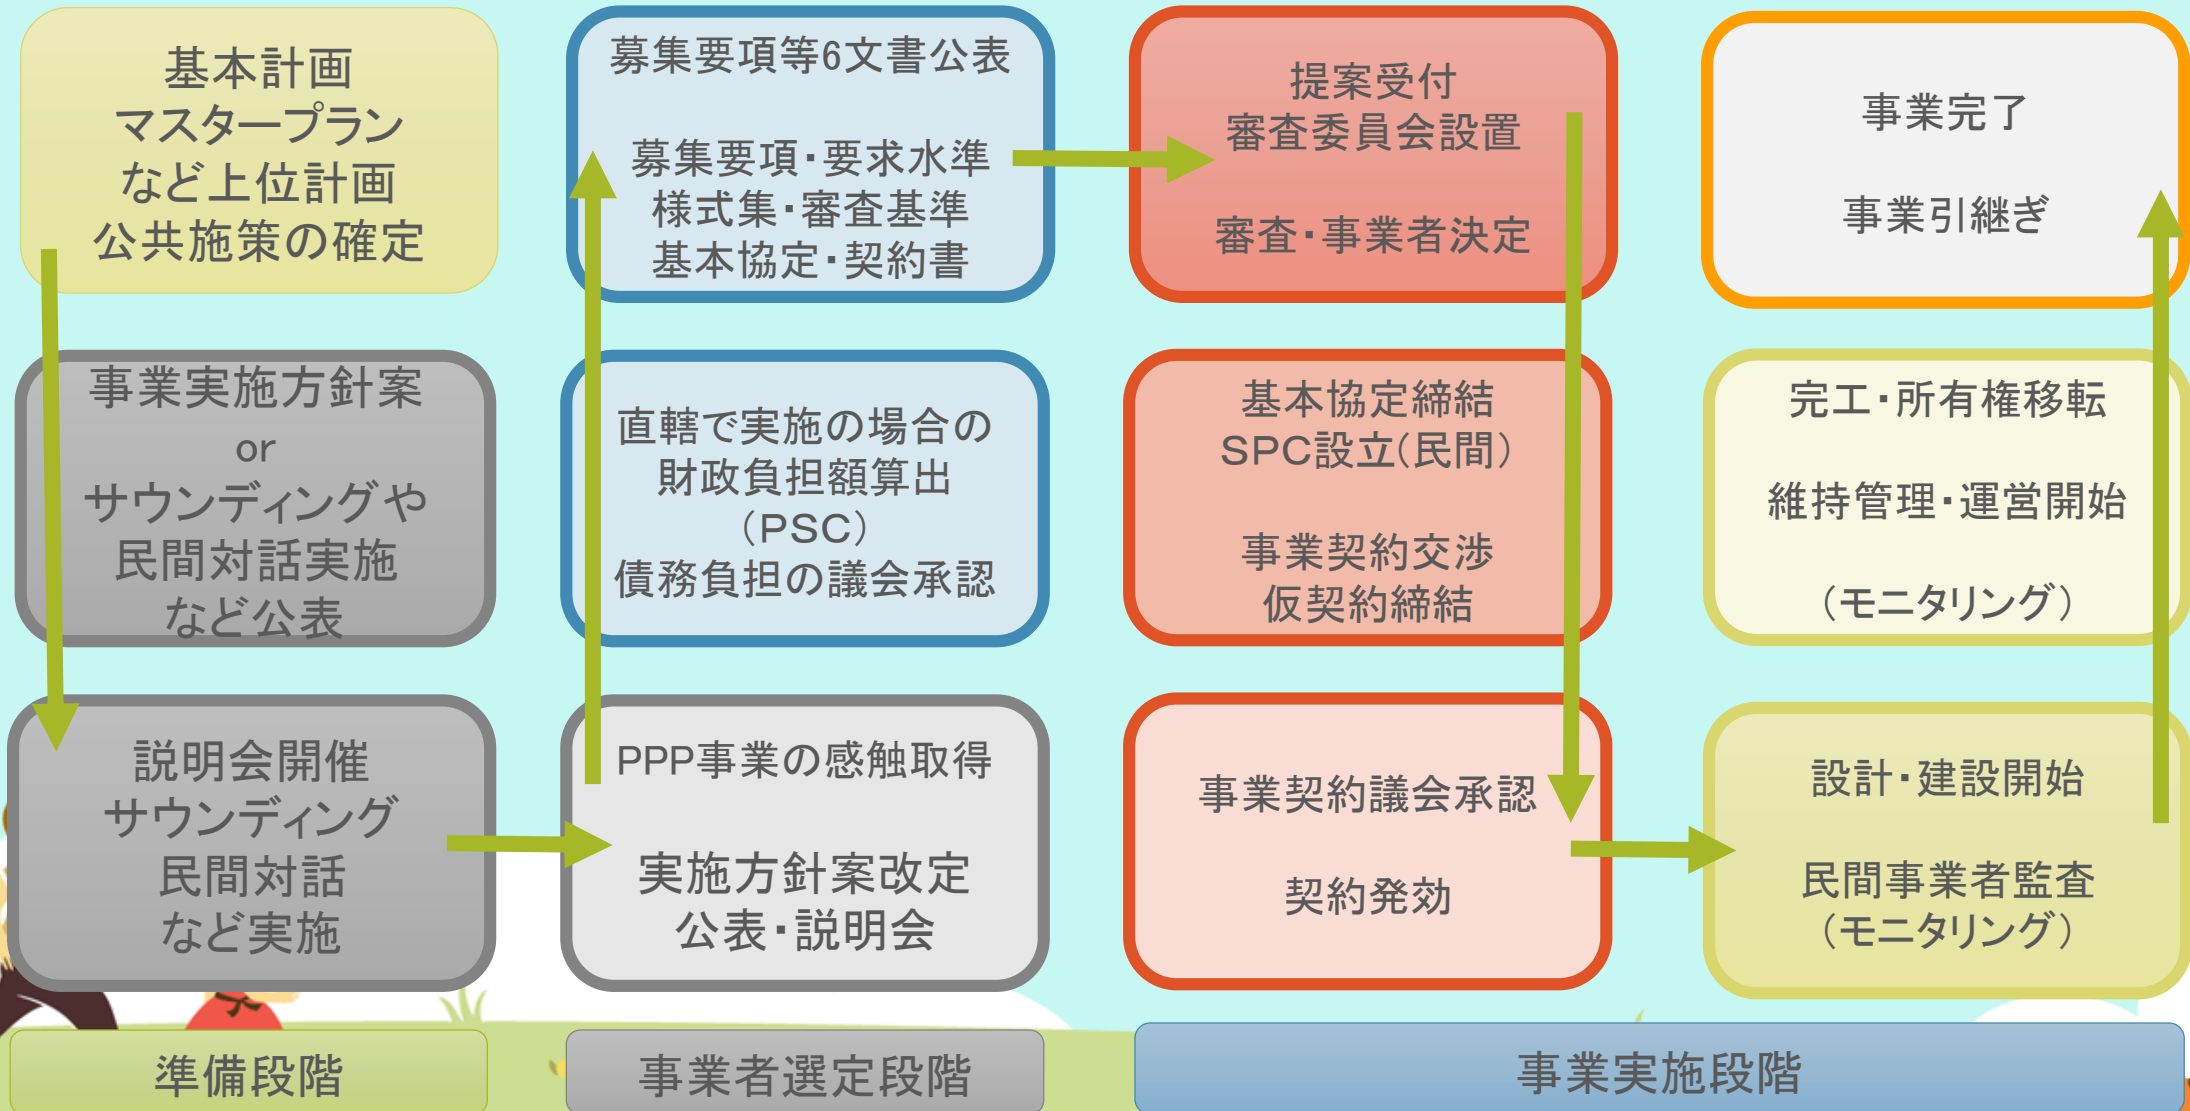 基本計画
マスタープラン
など上位計画
公共施策の確定
事業実施方針案
or
サウンディングや
民間対話実施
など公表
説明会開催
サウンディング
民間対話
など実施
準備段階
募集要項等6文書公表
募集要項・要求水準
様式集・審査基準
基本協定・契約書
直轄で実施の場合の
財政負担額算出
（PSC）
債務負担の議会承認
PPP事業の感触取得
実施方針案改定
公表・説明会
事業者選定段階
提案受付
審査委員会設置
審査・事業者決定
基本協定締結
SPC設立(民間）
事業契約交渉
仮契約締結
事業契約議会承認
契約発効
事業完了
事業引継ぎ
完工・所有権移転
維持管理・運営開始
（モニタリング）
設計・建設開始
民間事業者監査
（モニタリング）
事業実施段階